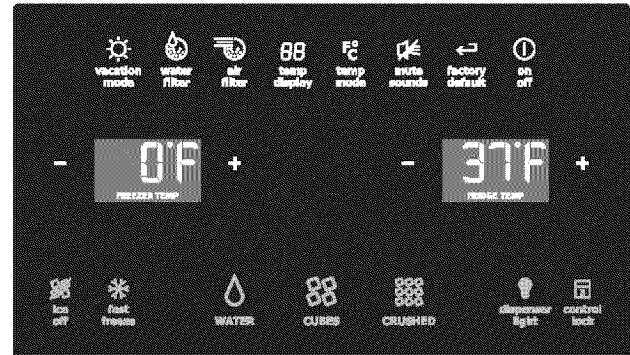 88 F° C
vacation water air temp temp mute factory on
mode filter filter display mode sounds default off
- 0°F + - 37°F +
FREEZER TEMP FRIDGE TEMP
ice fast WATER CUBES CRUSHED dispenser control
off freeze light lock